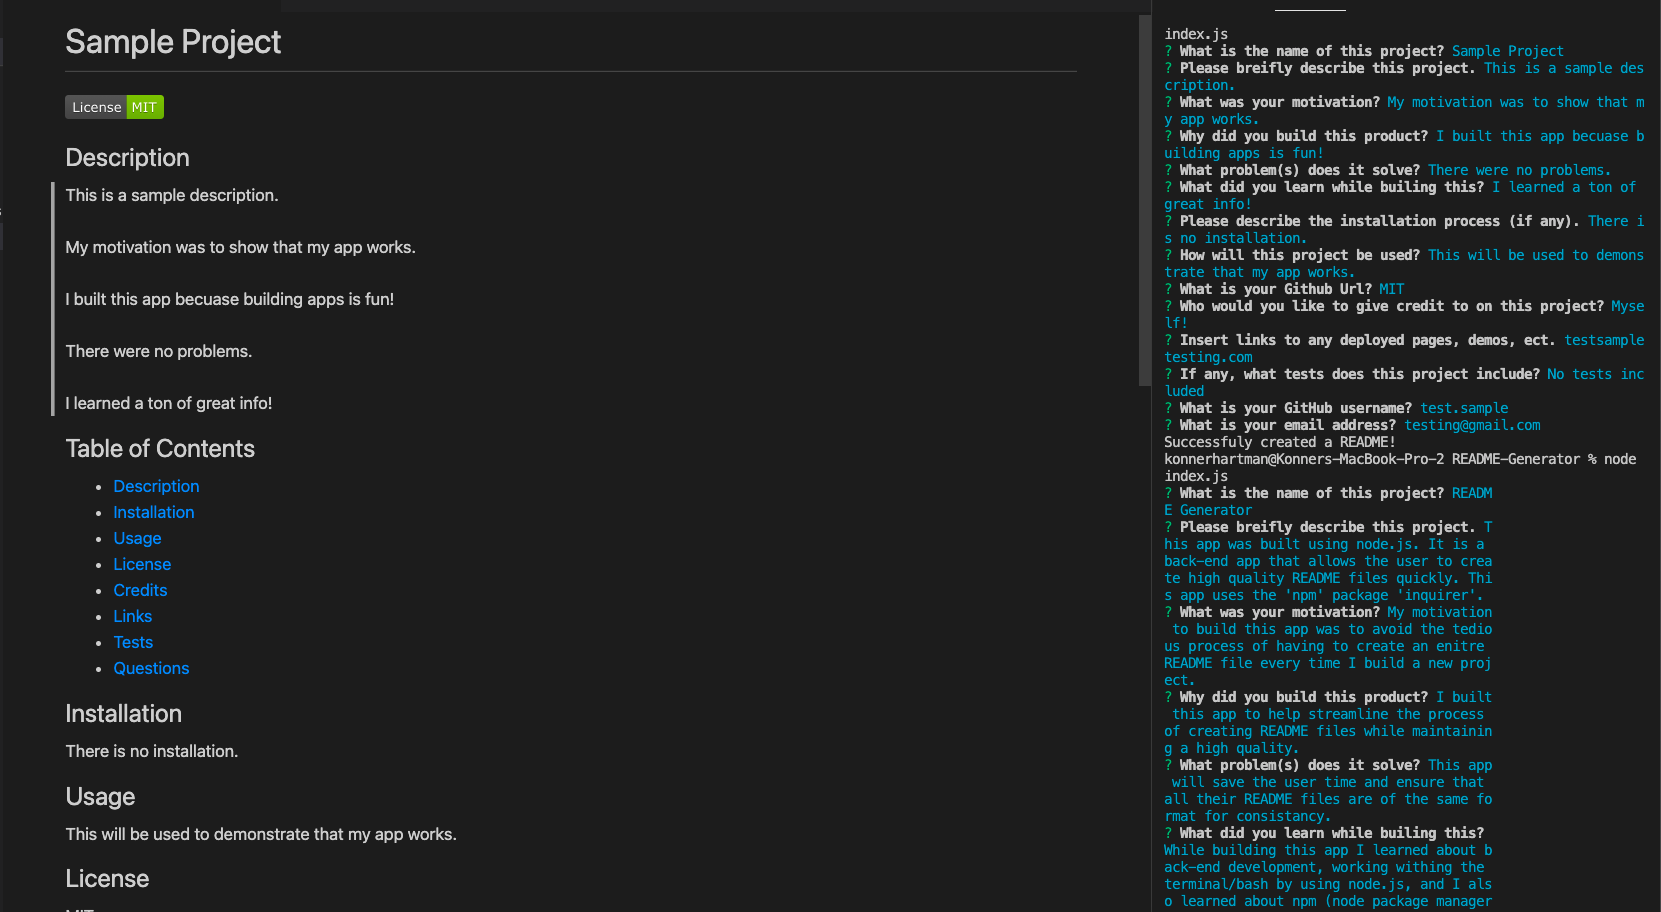 Sample Project
License MIT
Description
This is a sample description.
My motivation was to show that my app works.
I built this app becuase building apps is fun!
There were no problems.
I learned a ton of great info!
Table of Contents
Description
Installation
Usage
License
Credits
Links
Tests
Questions
Installation
There is no installation.
Usage
This will be used to demonstrate that my app works.
License
MIT
index.js
? What is the name of this project? Sample Project
? Please breifly describe this project. This is a sample des
cription.
? What was your motivation? My motivation was to show that m
y app works.
? Why did you build this product? I built this app becuase b
uilding apps is fun!
? What problem(s) does it solve? There were no problems.
? What did you learn while builing this? I learned a ton of
great info!
? Please describe the installation process (if any). There i
s no installation.
? How will this project be used? This will be used to demons
trate that my app works.
? What is your Github Url? MIT
? Who would you like to give credit to on this project? Myse
lf!
? Insert links to any deployed pages, demos, ect. testsample
testing.com
? If any, what tests does this project include? No tests inc
luded
? What is your GitHub username? test.sample
? What is your email address? testing@gmail.com
Successfuly created a README!
konnerhartman@Konners-MacBook-Pro-2 README-Generator % node
index.js
? What is the name of this project? READM
E Generator
? Please breifly describe this project. T
his app was built using node.js. It is a
back-end app that allows the user to crea
te high quality README files quickly. Thi
s app uses the 'npm' package 'inquirer'.
? What was your motivation? My motivation
to build this app was to avoid the tedio
us process of having to create an enitre
README file every time I build a new proj
ect.
? Why did you build this product? I built
this app to help streamline the process
of creating README files while maintainin
g a high quality.
? What problem(s) does it solve? This app
will save the user time and ensure that
all their README files are of the same fo
rmat for consistancy.
? What did you learn while builing this?
While building this app I learned about b
ack-end development, working withing the
terminal/bash by using node.js, and I als
o learned about npm (node package manager